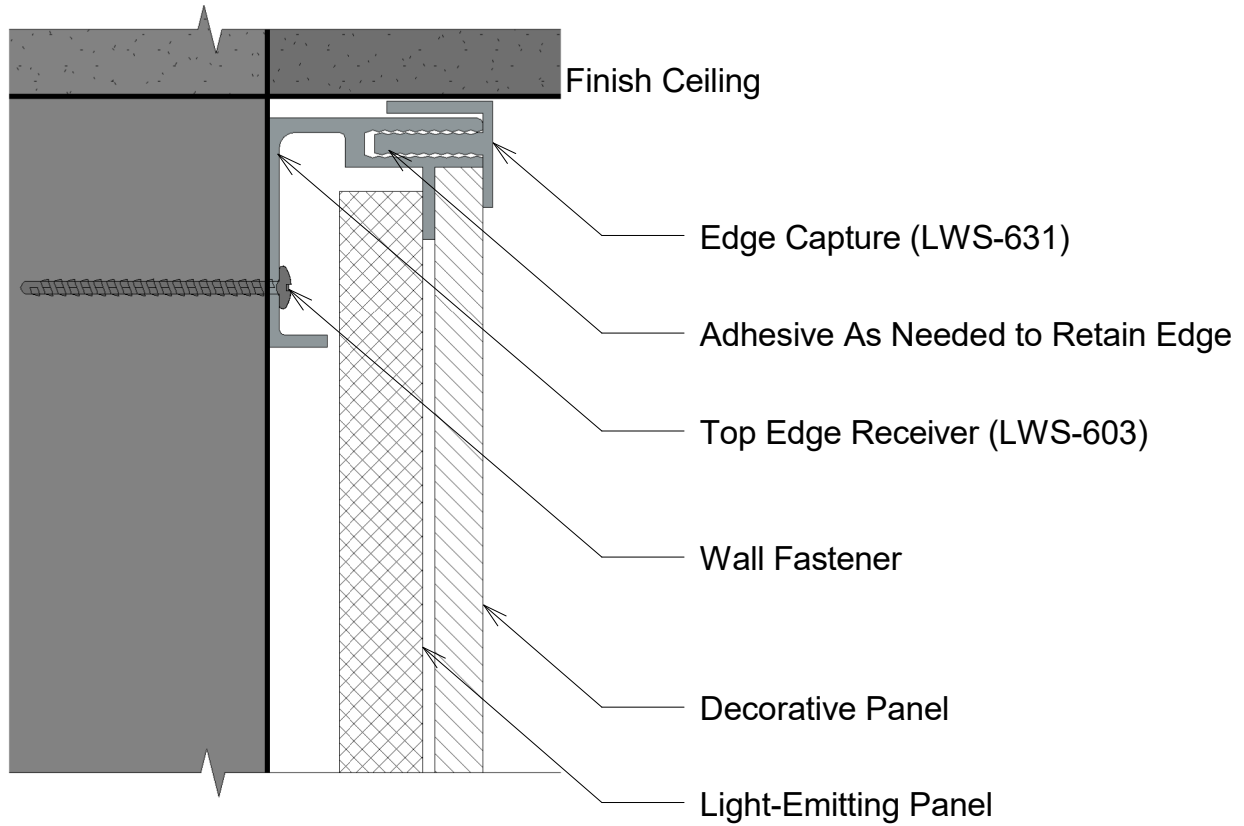 Finish Ceiling
Edge Capture (LWS-631)
Adhesive As Needed to Retain Edge
Top Edge Receiver (LWS-603)
Wall Fastener
Decorative Panel
Light-Emitting Panel